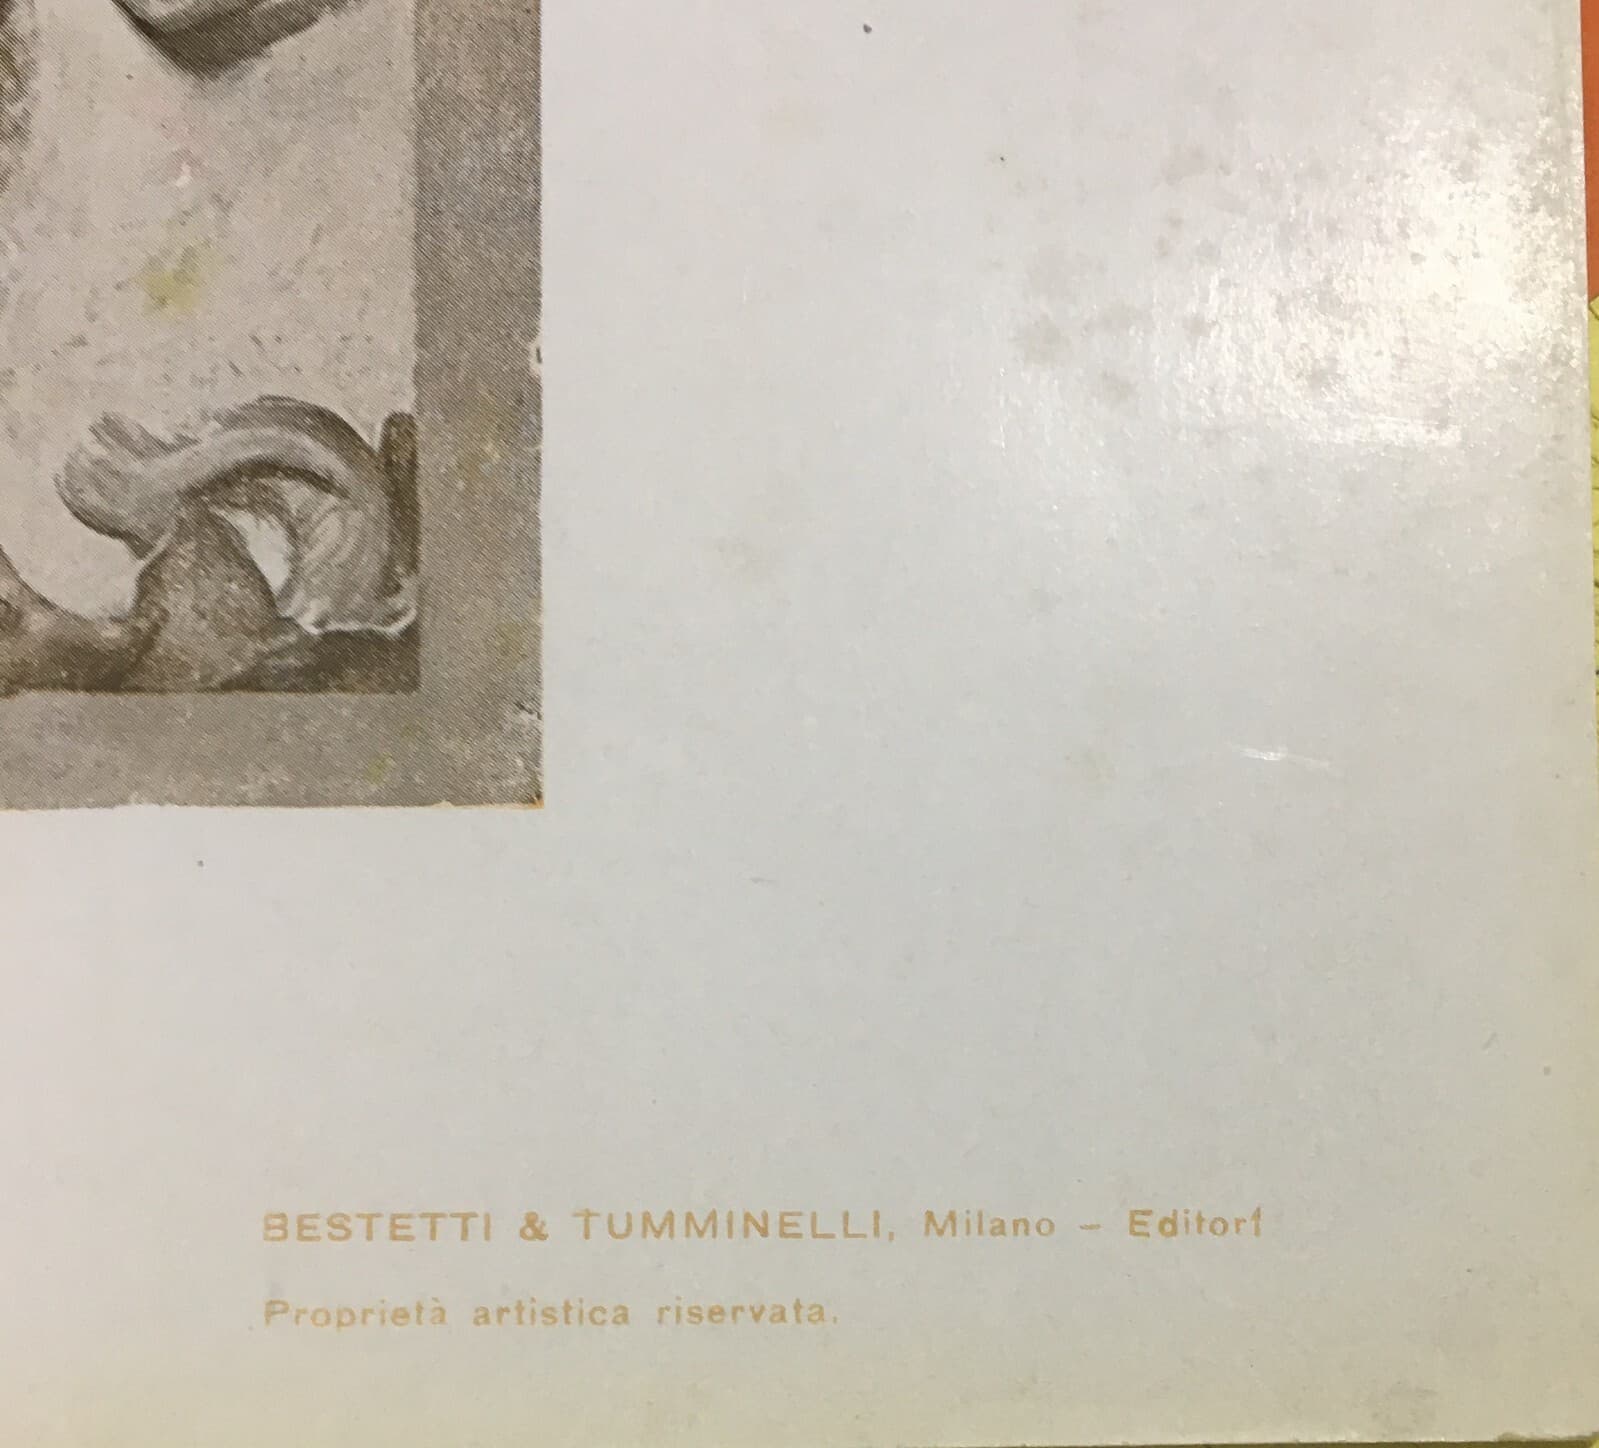 BESTETTI & TUMMINELLI, Milano – Editori
Proprietà artistica riservata.